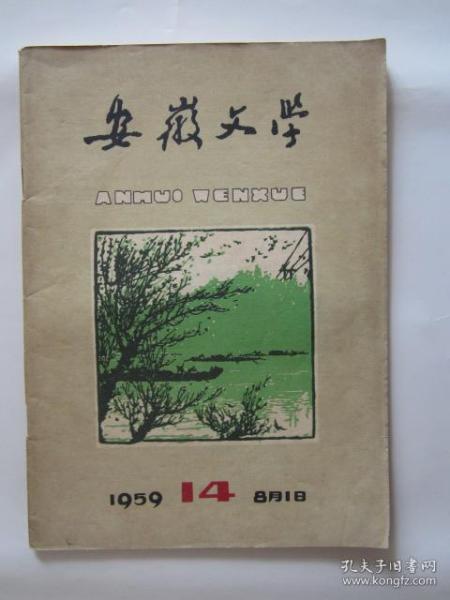 安徽文学
ANHUI WENXUE
1959 14 8月1日
孔夫子旧书网
www.kongfz.com